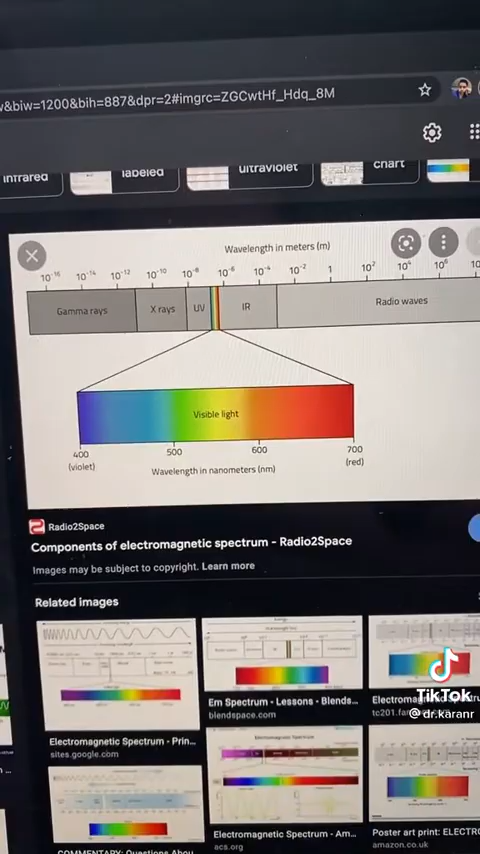 w&biw=1200&bih=887&dpr=2#imgrc=ZGCwtHf_Hdq_8M
infrared labeled ultraviolet chart
Wavelength in meters (m)
10⁻¹⁶ 10⁻¹⁴ 10⁻¹² 10⁻¹⁰ 10⁻⁸ 10⁻⁶ 10⁻⁴ 10⁻² 1 10² 10⁴ 10⁶ 10
Gamma rays X rays UV IR Radio waves
Visible light
400 500 600 700
(violet) (red)
Wavelength in nanometers (nm)
Radio2Space
Components of electromagnetic spectrum - Radio2Space
Images may be subject to copyright. Learn more
Related images
Electromagnetic Spectrum - Prin...
sites.google.com
Em Spectrum - Lessons - Blends...
blendspace.com
TikTok
@dr.karanr
Electromagnetic Spectrum - Am...
acs.org
Poster art print: ELECTRO
amazon.co.uk
COMMENTARY: Questions Abou